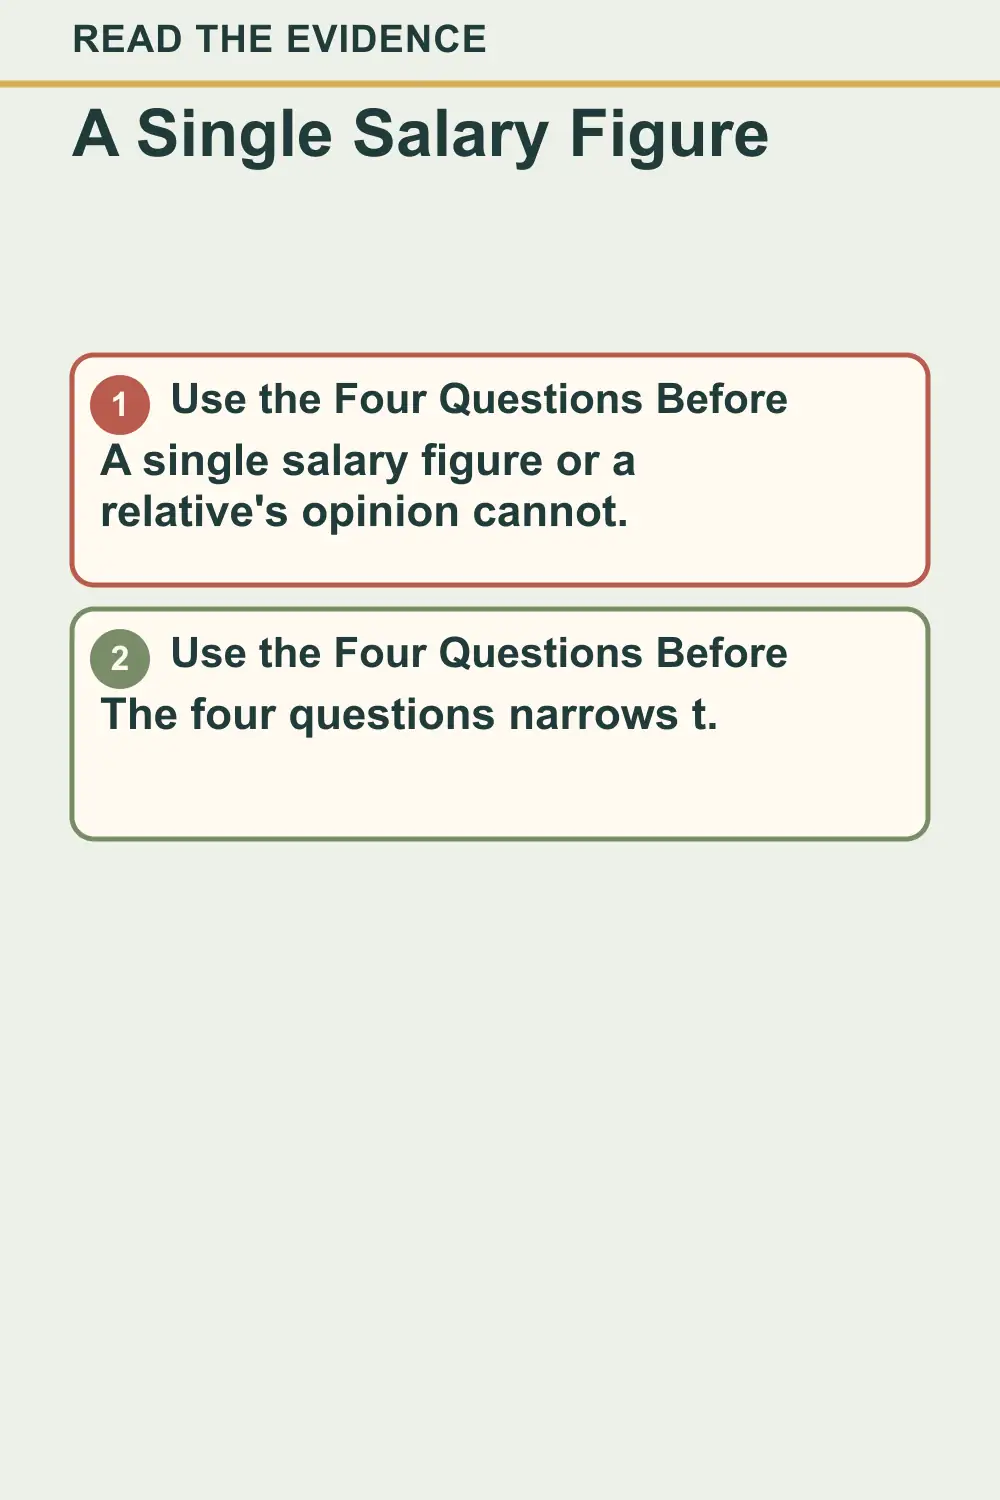 READ THE EVIDENCE
A Single Salary Figure
1 Use the Four Questions Before
A single salary figure or a
relative's opinion cannot.
2 Use the Four Questions Before
The four questions narrows t.